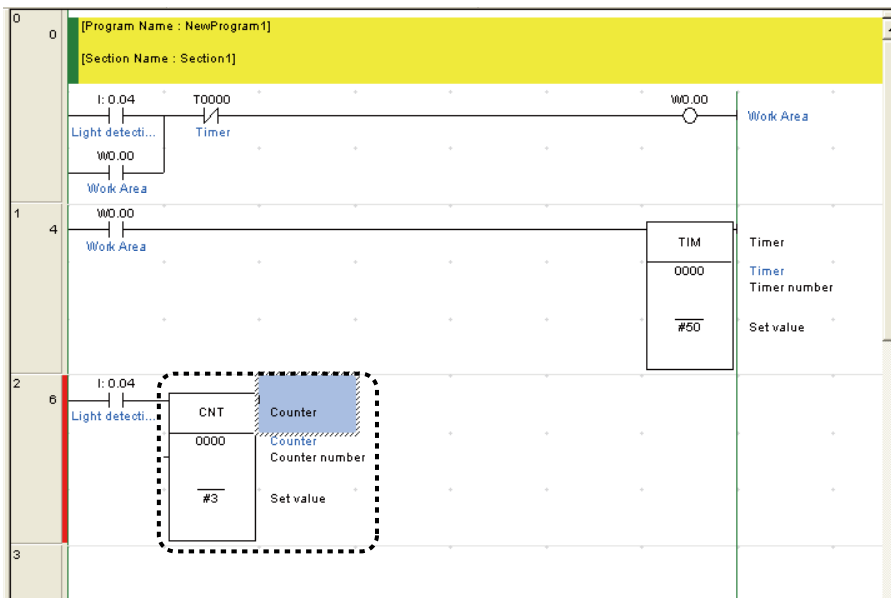 0
0
[Program Name : NewProgram1]
[Section Name : Section1]
I: 0.04
T0000
W0.00
Light detecti...
Timer
Work Area
W0.00
Work Area
1
4
W0.00
Work Area
TIM
Timer
0000
Timer
Timer number
#50
Set value
2
6
I: 0.04
Light detecti...
CNT
Counter
0000
Counter
Counter number
#3
Set value
3